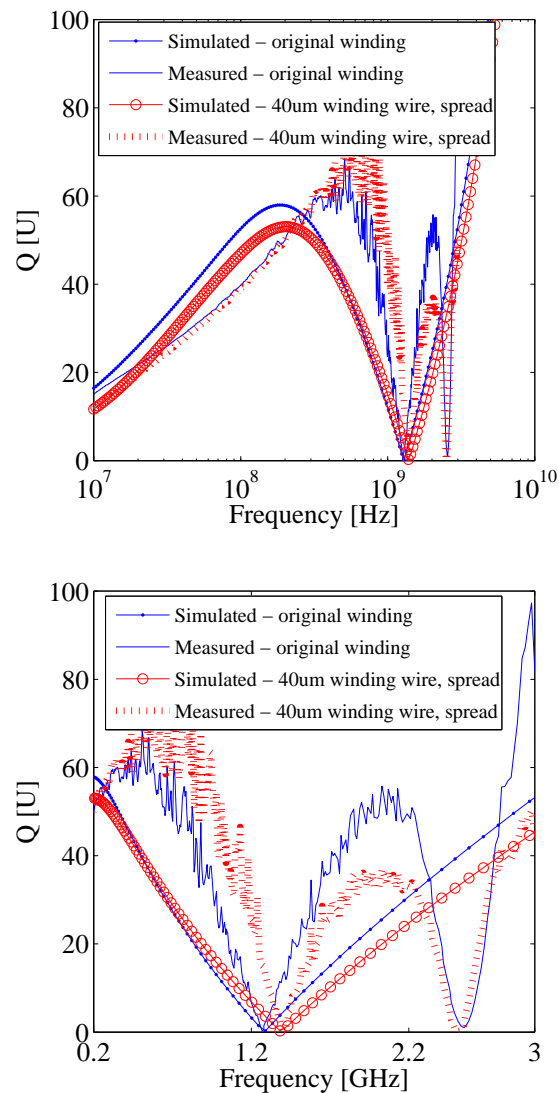 100
80
60
40
20
0
Q [U]
Simulated – original winding
Measured – original winding
Simulated – 40um winding wire, spread
Measured – 40um winding wire, spread
10^7 10^8 10^9 10^10
Frequency [Hz]
100
80
60
40
20
0
Q [U]
Simulated – original winding
Measured – original winding
Simulated – 40um winding wire, spread
Measured – 40um winding wire, spread
0.2 1.2 2.2 3
Frequency [GHz]